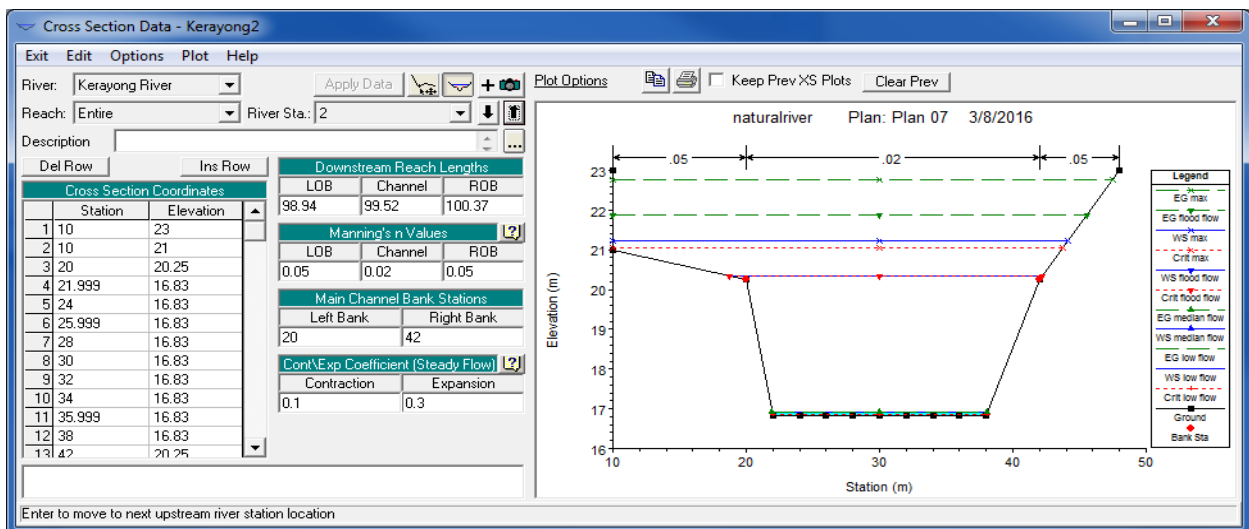 Cross Section Data - Kerayong2
Exit Edit Options Plot Help
River: Kerayong River Apply Data
Reach: Entire River Sta.: 2
Description ...
Del Row Ins Row
Cross Section Coordinates
Station Elevation
1 10 23
2 10 21
3 20 20.25
4 21.999 16.83
5 24 16.83
6 25.999 16.83
7 28 16.83
8 30 16.83
9 32 16.83
10 34 16.83
11 35.999 16.83
12 38 16.83
13 42 20.25
Downstream Reach Lengths
LOB Channel ROB
98.94 99.52 100.37
Manning's n Values ?
LOB Channel ROB
0.05 0.02 0.05
Main Channel Bank Stations
Left Bank Right Bank
20 42
Cont\Exp Coefficient (Steady Flow) ?
Contraction Expansion
0.1 0.3
Plot Options Keep Prev XS Plots Clear Prev
naturalriver Plan: Plan 07 3/8/2016
.05 .02 .05
23
22
21
20
19
18
17
16
Elevation (m)
10 20 30 40 50
Station (m)
Legend
EG max
EG flood flow
WS max
Crit max
WS flood flow
Crit flood flow
EG median flow
WS median flow
EG low flow
WS low flow
Crit low flow
Ground
Bank Sta
Enter to move to next upstream river station location